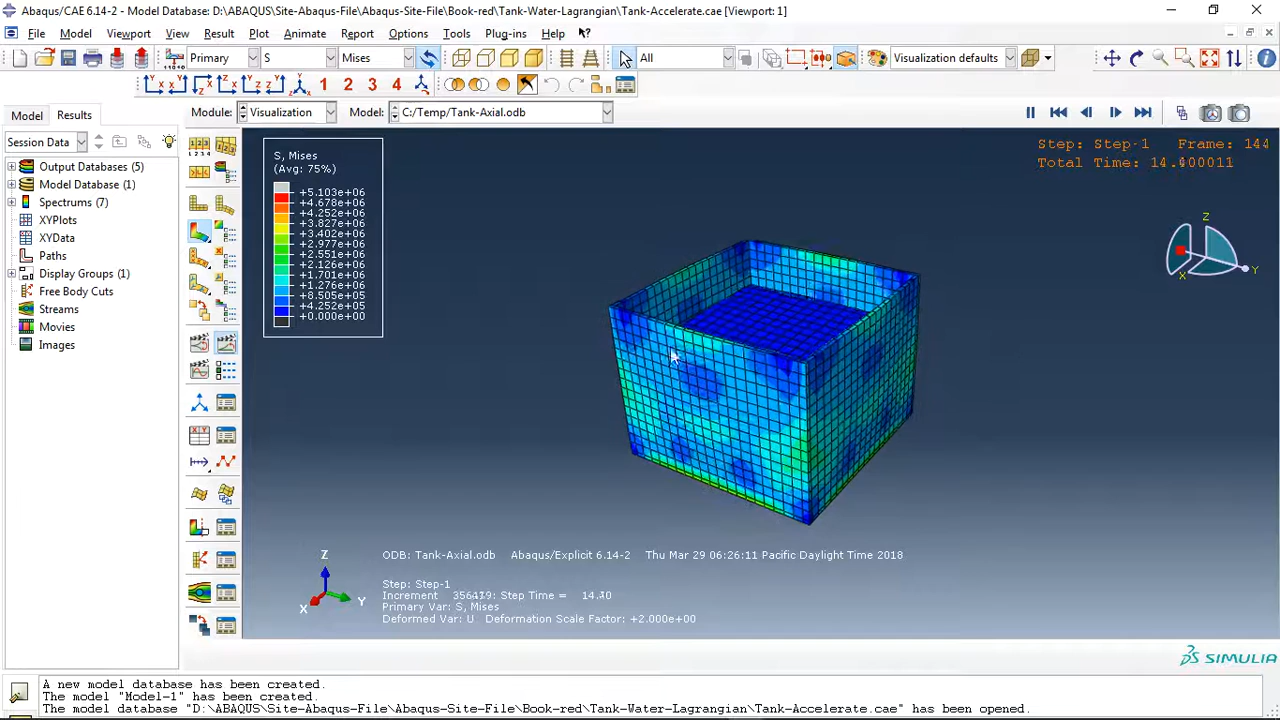 Abaqus/CAE 6.14-2 - Model Database: D:\ABAQUS\Site-Abaqus-File\Abaqus-Site-File\Book-red\Tank-Water-Lagrangian\Tank-Accelerate.cae [Viewport: 1]
File Model Viewport View Result Plot Animate Report Options Tools Plug-ins Help
Primary S Mises All Visualization defaults
1 2 3 4
Model Results Module: Visualization Model: C:/Temp/Tank-Axial.odb
Session Data
Output Databases (5)
Model Database (1)
Spectrums (7)
XYPlots
XYData
Paths
Display Groups (1)
Free Body Cuts
Streams
Movies
Images
S, Mises
(Avg: 75%)
+5.103e+06
+4.678e+06
+4.252e+06
+3.827e+06
+3.402e+06
+2.977e+06
+2.551e+06
+2.126e+06
+1.701e+06
+1.276e+06
+8.505e+05
+4.252e+05
+0.000e+00
Step: Step-1 Frame: 144
Total Time: 14.400011
Z
X
Y
Z
X
Y
ODB: Tank-Axial.odb Abaqus/Explicit 6.14-2 Thu Mar 29 06:26:11 Pacific Daylight Time 2018
Step: Step-1
Increment Step Time =
Primary Var: S, Mises
Deformed Var: U Deformation Scale Factor: +2.000e+00
SIMULIA
A new model database has been created.
The model "Model-1" has been created.
The model database "D:\ABAQUS\Site-Abaqus-File\Abaqus-Site-File\Book-red\Tank-Water-Lagrangian\Tank-Accelerate.cae" has been opened.